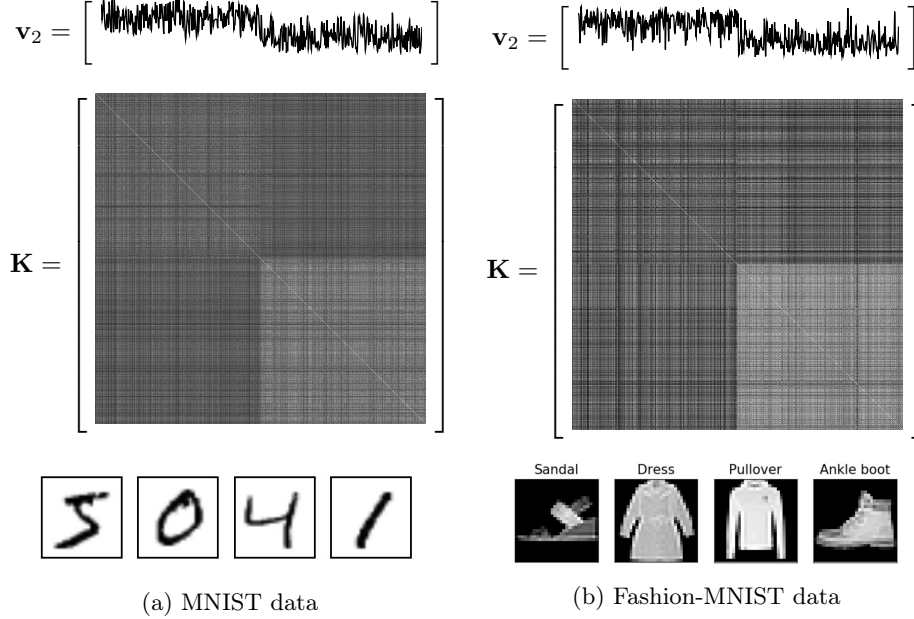 v₂ =
K =
5 0 4 1
(a) MNIST data
v₂ =
K =
Sandal Dress Pullover Ankle boot
(b) Fashion-MNIST data